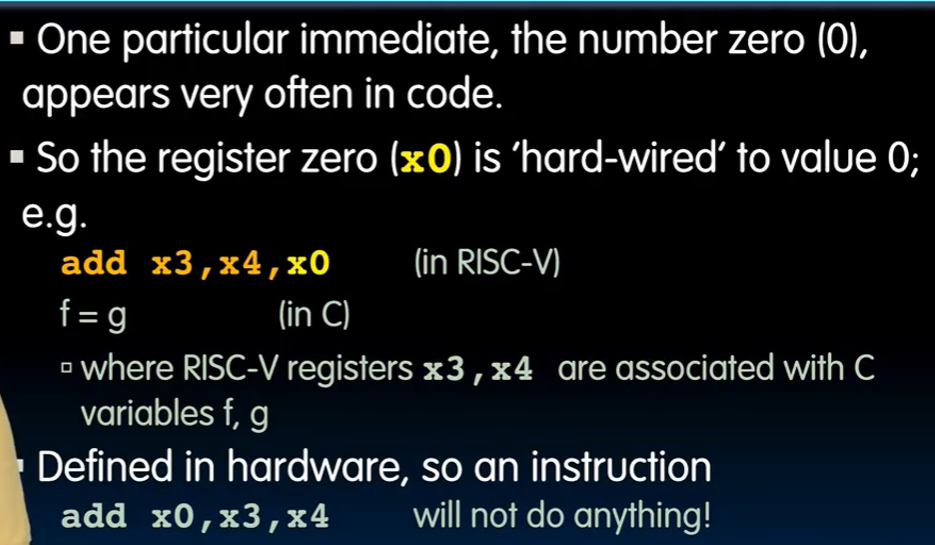 ▪ One particular immediate, the number zero (0),
appears very often in code.
▪ So the register zero (x0) is ‘hard-wired’ to value 0;
e.g.
add x3,x4,x0 (in RISC-V)
f = g (in C)
▫ where RISC-V registers x3,x4 are associated with C
variables f, g
▪ Defined in hardware, so an instruction
add x0,x3,x4 will not do anything!